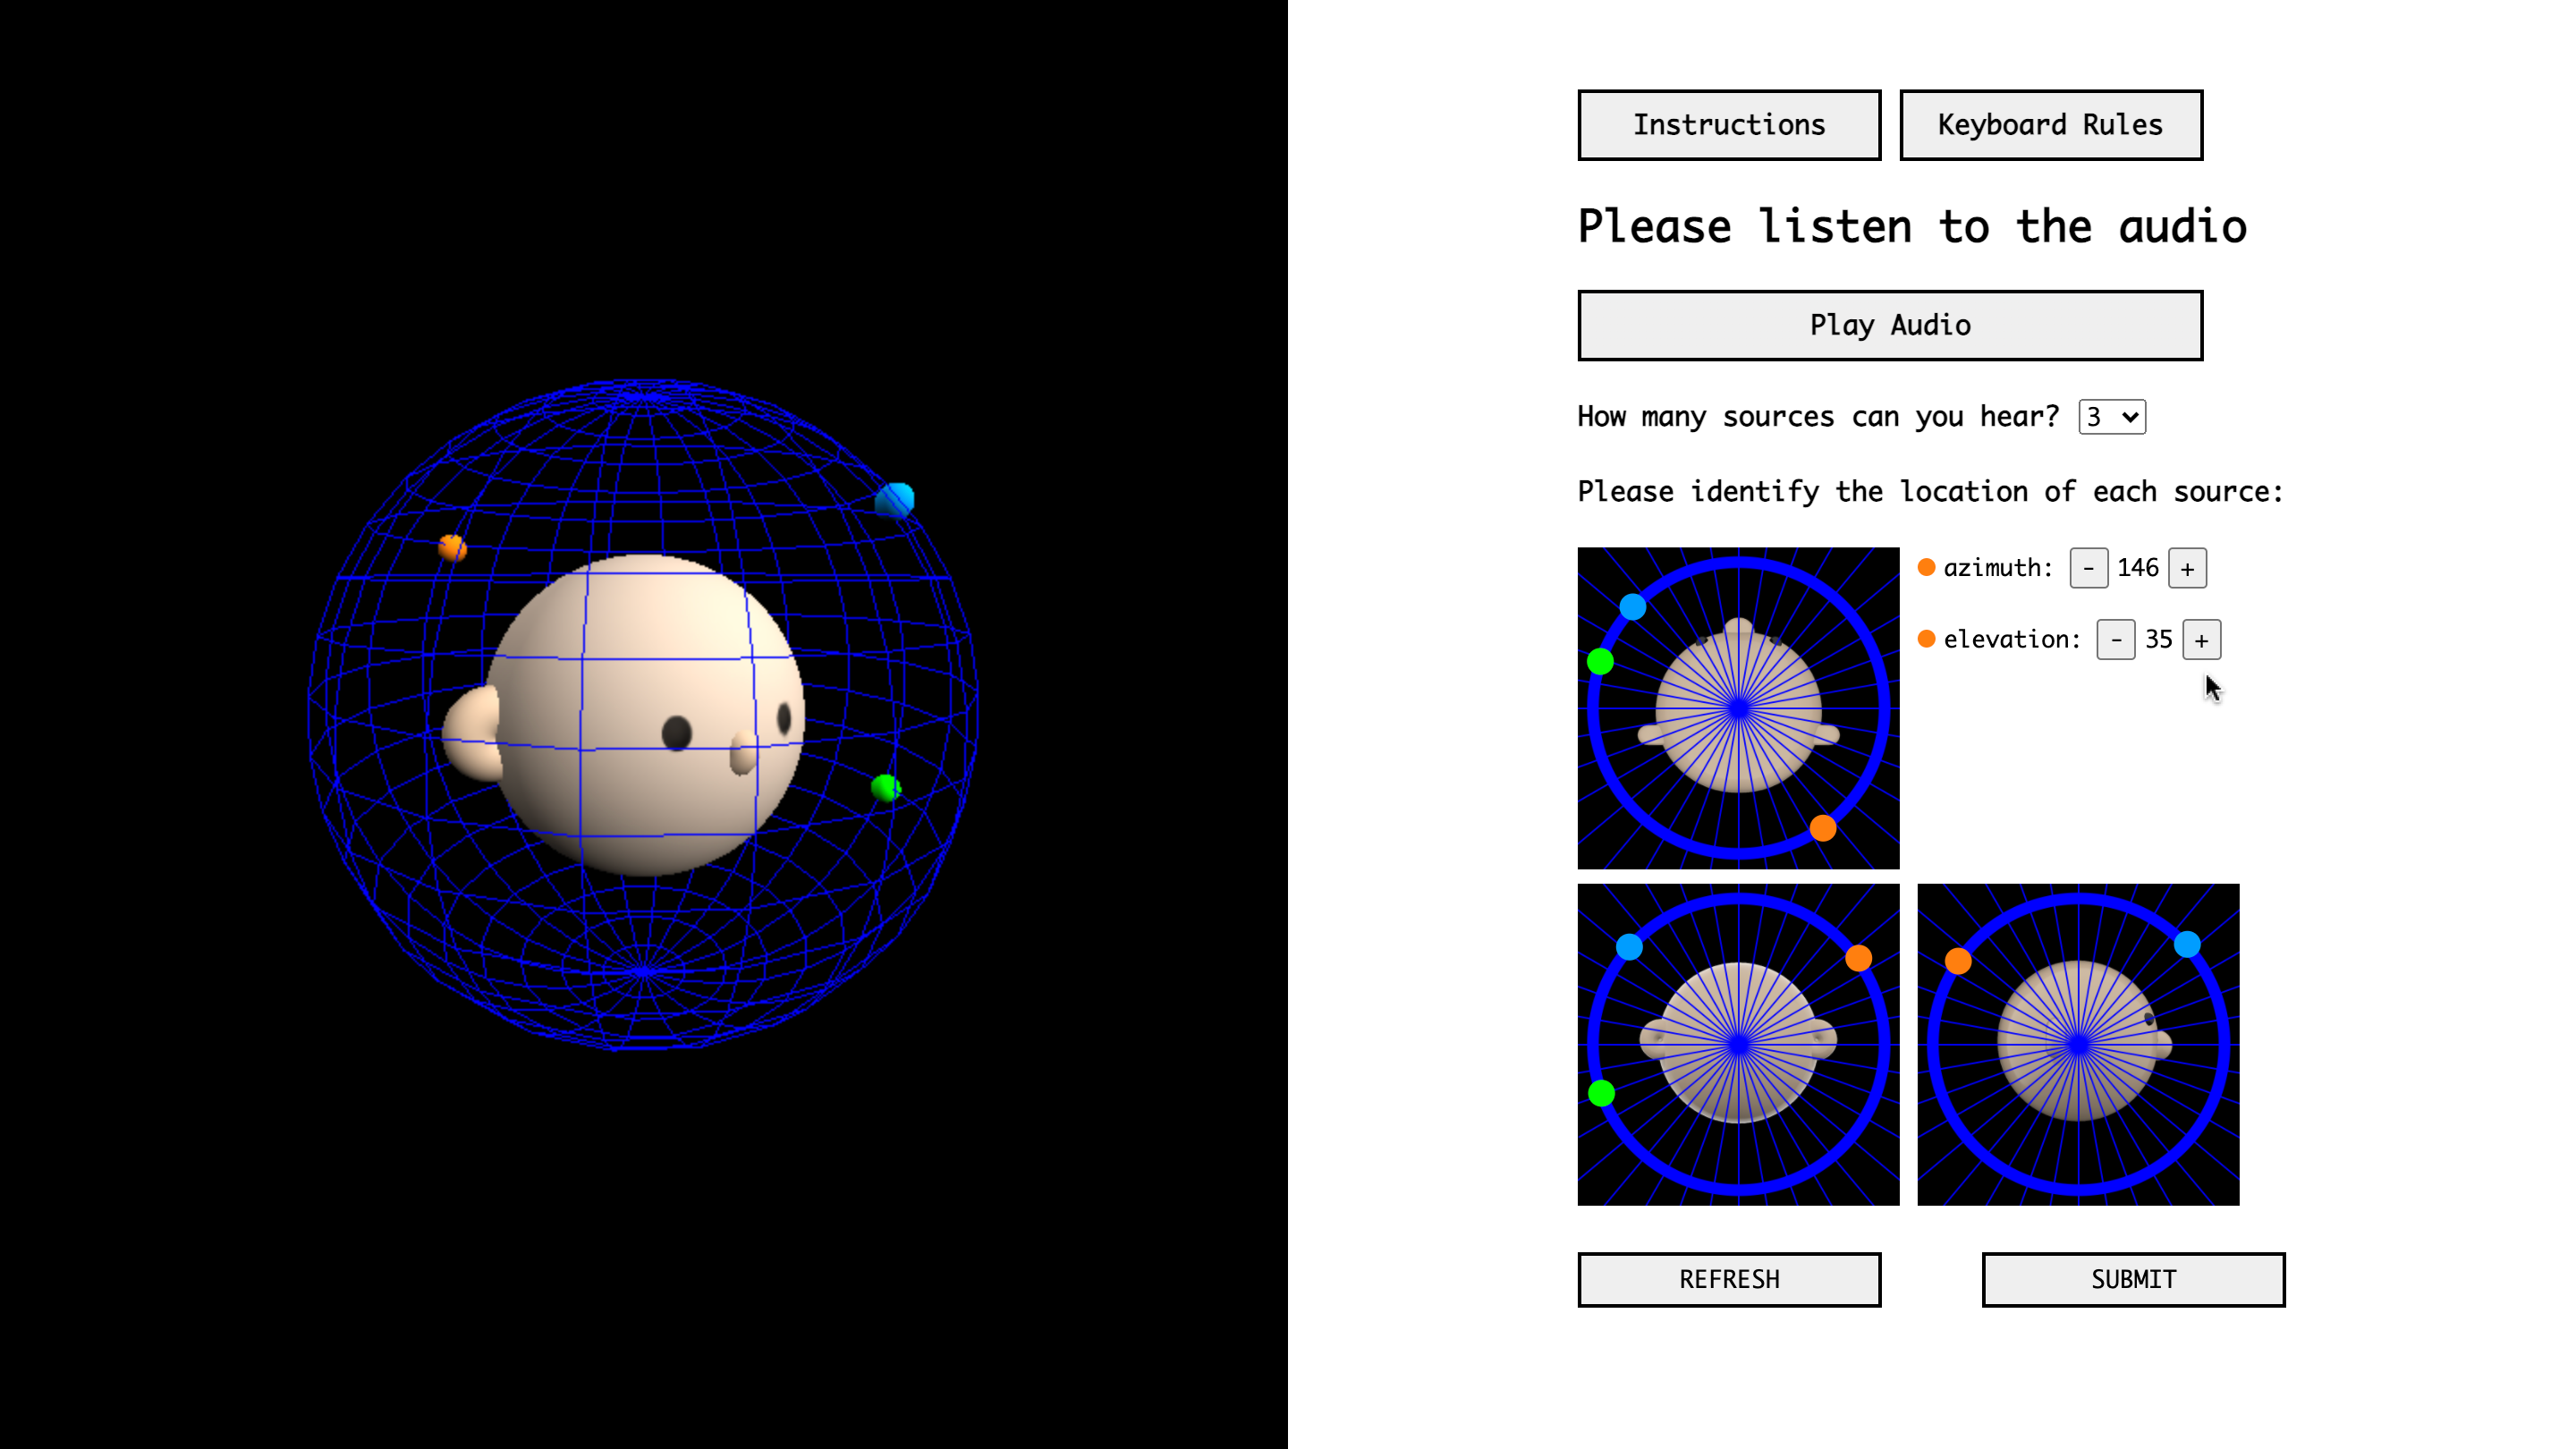 Instructions Keyboard Rules
Please listen to the audio
Play Audio
How many sources can you hear? 3
Please identify the location of each source:
azimuth: - 146 +
elevation: - 35 +
REFRESH SUBMIT